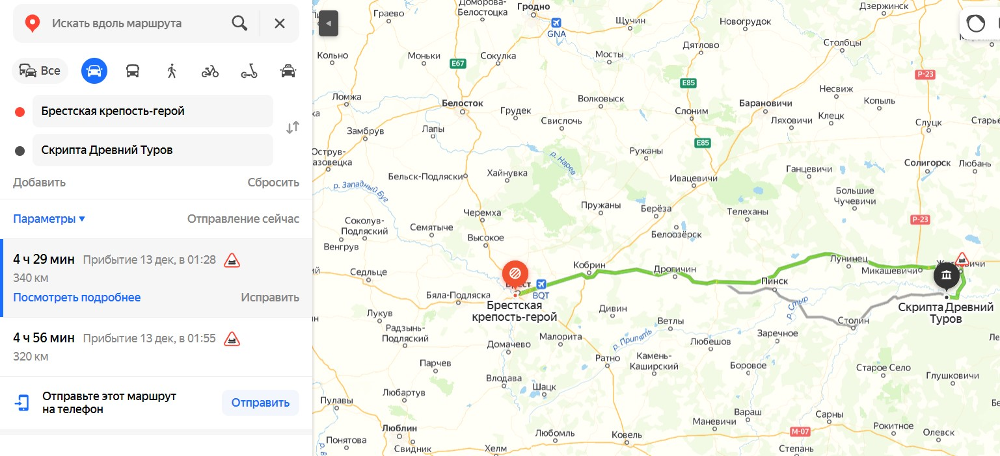 Искать вдоль маршрута
Все
Брестская крепость-герой
Скрипта Древний Туров
Добавить
Сбросить
Параметры
Отправление сейчас
4 ч 29 мин Прибытие 13 дек, в 01:28
340 км
Посмотреть подробнее
Исправить
4 ч 56 мин Прибытие 13 дек, в 01:55
320 км
Отправьте этот маршрут
на телефон
Отправить
Домброва-
Белостоцка
Гродно
Дзержинск
Граево
Щучин
Новогрудок
GNA
Столбцы
Дятлово
Кольно
Моньки
Сокулка
Мосты
E67
P-23
E85
Несвиж
Ломжа
Белосток
Волковыск
Барановичи
Копыль
Грудек
Слоним
Клецк
Свислочь
Ляховичи
Слуцк
Старые
Замбрув
Лапы
E85
Острув-
Ружаны
р. Нарев
Солигорск
Любань
Бельск-Подляски
Хайнувка
Ивацевичи
Ганцевичи
р. Западный Буг
Большие
Чучевичи
Пружаны
Берёза
Телеханы
Черемха
P-23
Соколув-
Подляский
Семятыче
Белоозёрск
Высокое
Венгрув
Лунинец
Кобрин
Дрогичин
Микашевичи
Седльце
Брест
Пинск
BQT
Бяла-Подляска
Брестская
крепость-герой
Скрипта Древний
Туров
р. Стыр
Дивин
Лукув
Ветлы
Столин
Радзынь-
Подляский
Заречное
Домачево
Малорита
р. Припять
Любешов
Ратно
Камень-
Каширский
Парчев
Боровое
Старое Село
Глушковичи
Влодава
Шацк
Любартув
Пулавы
Вараш
Сарны
Маневичи
Люблин
M-07
Рокитное
Олевск
Любомль
Ковель
Понятова
Свидник
Хелм
Степань